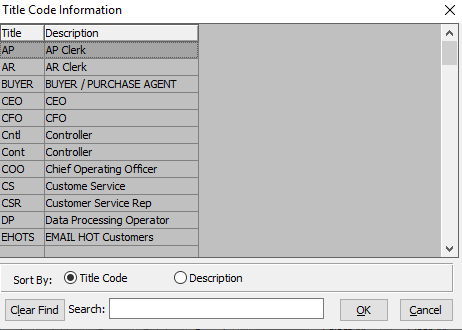 Title Code Information
Title Description
AP AP Clerk
AR AR Clerk
BUYER BUYER / PURCHASE AGENT
CEO CEO
CFO CFO
Cntl Controller
Cont Controller
COO Chief Operating Officer
CS Custome Service
CSR Customer Service Rep
DP Data Processing Operator
EHOTS EMAIL HOT Customers
Sort By: Title Code Description
Clear Find Search: OK Cancel